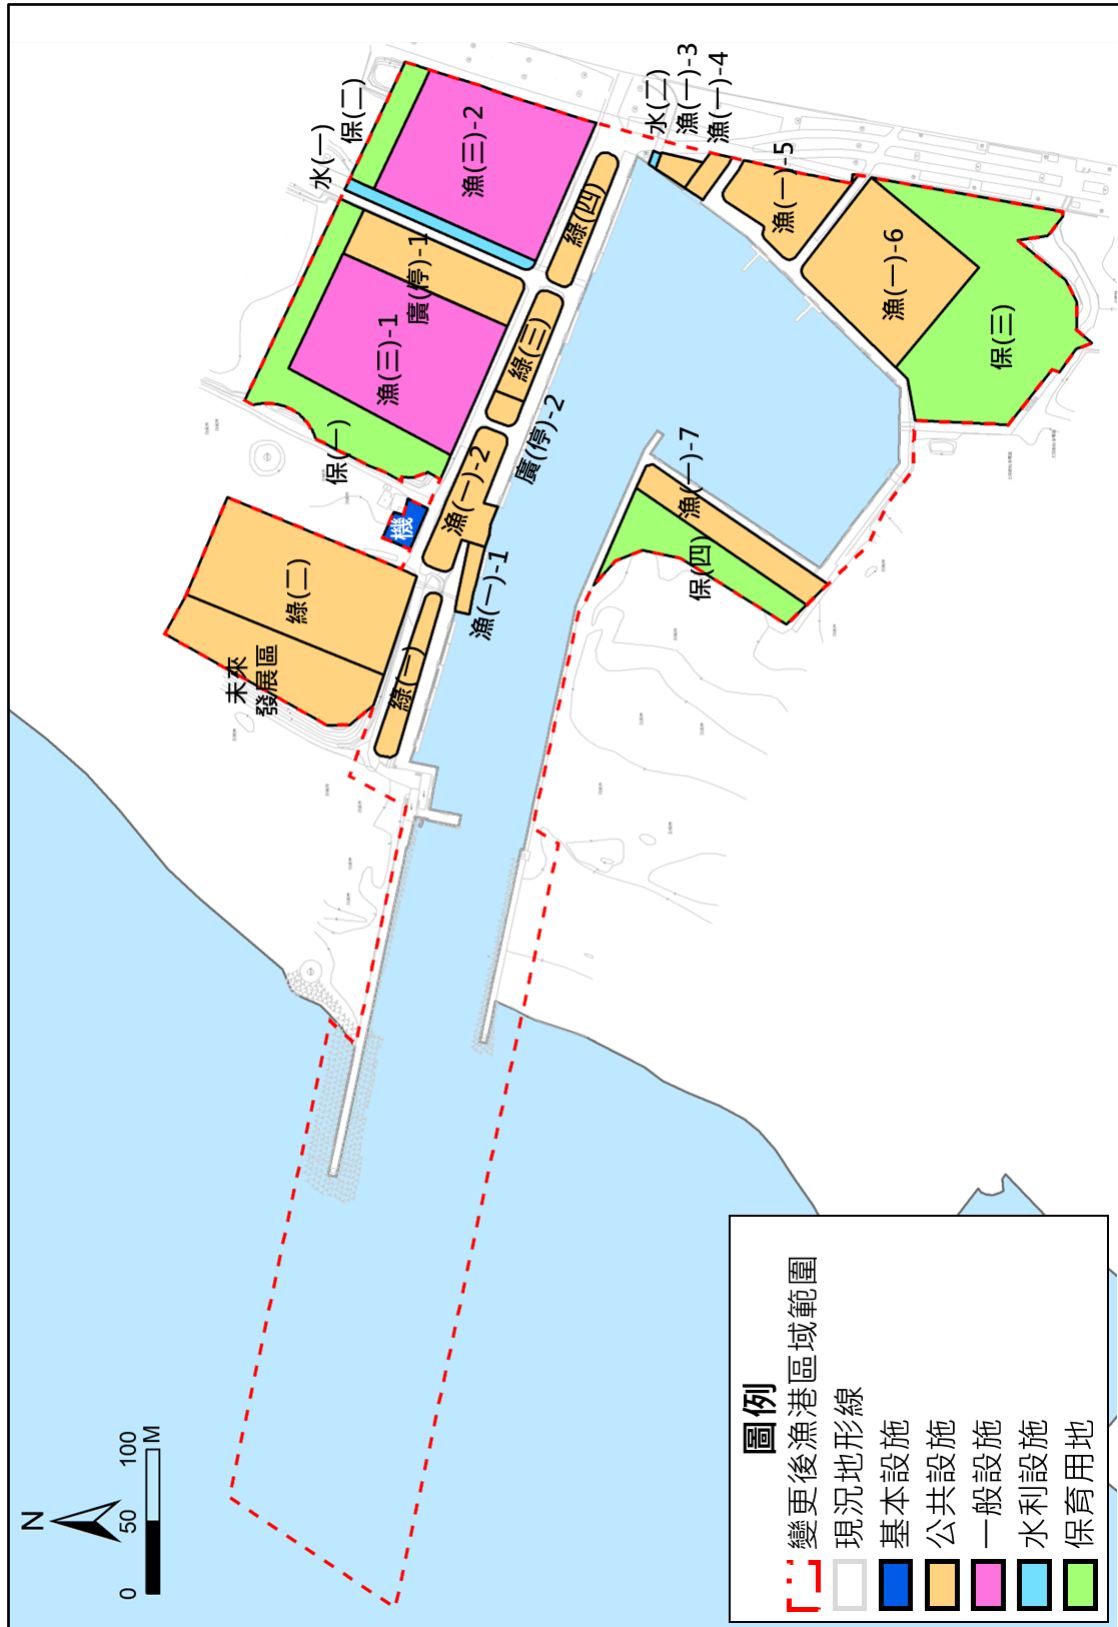 N
0 50 100
M
水(一)
保(二)
漁(三)-2
水(二)
漁(一)-3
漁(一)-4
漁(一)-5
綠(四)
廣(停)-1
漁(三)-1
綠(三)
漁(一)-6
保(三)
保(一)
廣(停)-2
漁(一)-2
漁(一)-7
機
保(四)
漁(一)-1
綠(二)
未來
發展區
綠(一)
圖例
變更後漁港區域範圍
現況地形線
基本設施
公共設施
一般設施
水利設施
保育用地